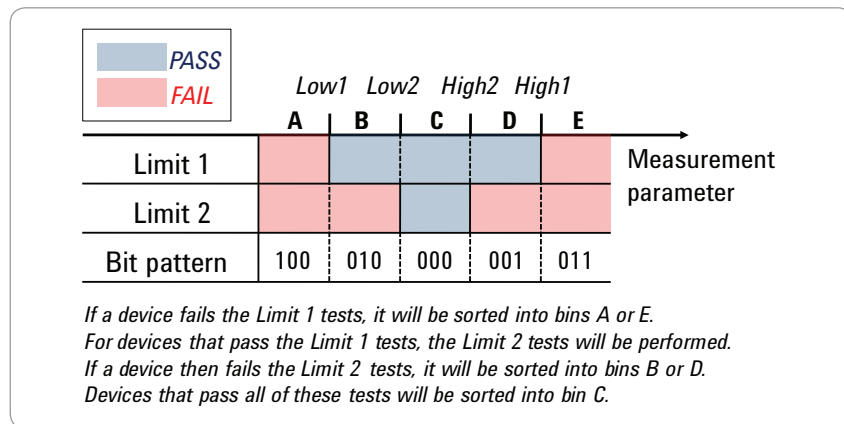 PASS
FAIL
Low1 Low2 High2 High1
A B C D E
Limit 1
Measurement
parameter
Limit 2
Bit pattern 100 010 000 001 011
If a device fails the Limit 1 tests, it will be sorted into bins A or E.
For devices that pass the Limit 1 tests, the Limit 2 tests will be performed.
If a device then fails the Limit 2 tests, it will be sorted into bins B or D.
Devices that pass all of these tests will be sorted into bin C.